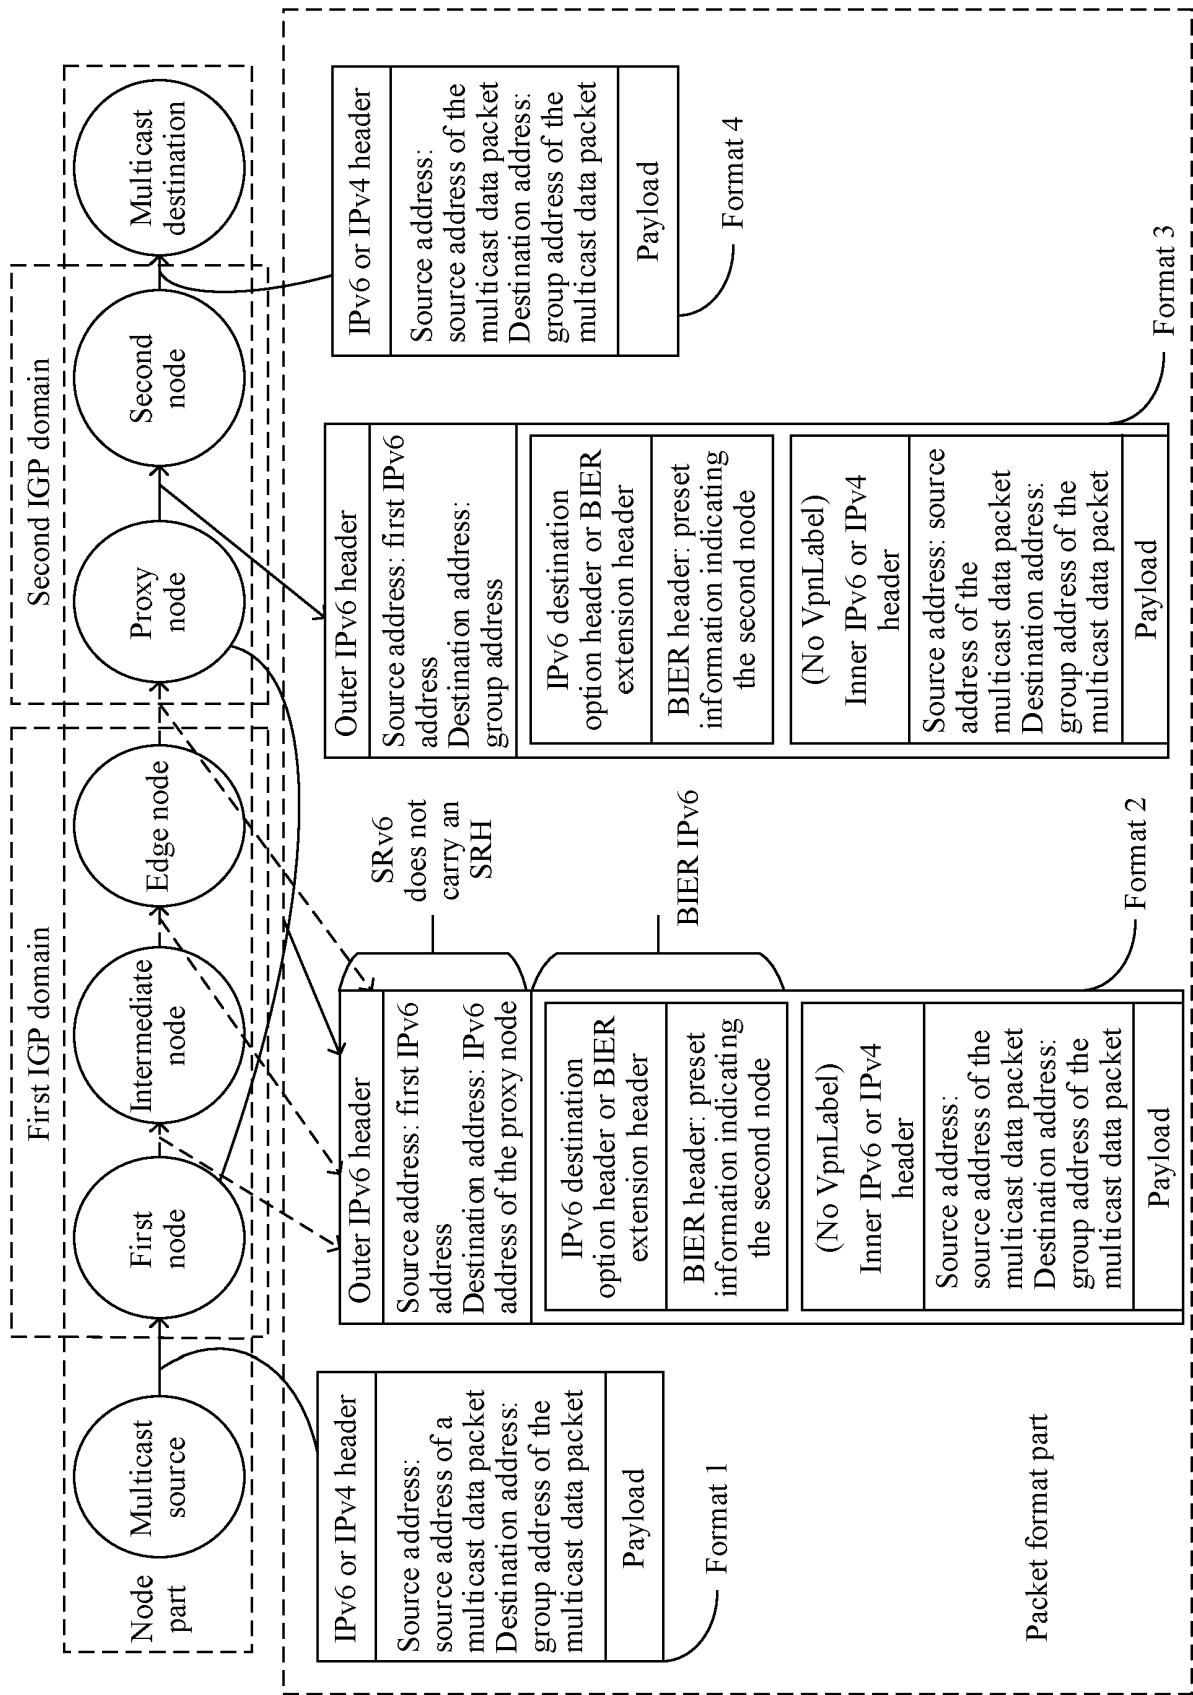 Node
part
First IGP domain
Second IGP domain
Multicast
source
First
node
Intermediate
node
Edge node
Proxy
node
Second
node
Multicast
destination
IPv6 or IPv4 header
Source address:
source address of a
multicast data packet
Destination address:
group address of the
multicast data packet
Payload
Format 1
Outer IPv6 header
Source address: first IPv6
address
Destination address: IPv6
address of the proxy node
IPv6 destination
option header or BIER
extension header
BIER header: preset
information indicating
the second node
(No VpnLabel)
Inner IPv6 or IPv4
header
Source address:
source address of the
multicast data packet
Destination address:
group address of the
multicast data packet
Payload
Format 2
SRv6
does not
carry an
SRH
BIER IPv6
Outer IPv6 header
Source address: first IPv6
address
Destination address:
group address
IPv6 destination
option header or BIER
extension header
BIER header: preset
information indicating
the second node
(No VpnLabel)
Inner IPv6 or IPv4
header
Source address: source
address of the
multicast data packet
Destination address:
group address of the
multicast data packet
Payload
Format 3
IPv6 or IPv4 header
Source address:
source address of the
multicast data packet
Destination address:
group address of the
multicast data packet
Payload
Format 4
Packet format part